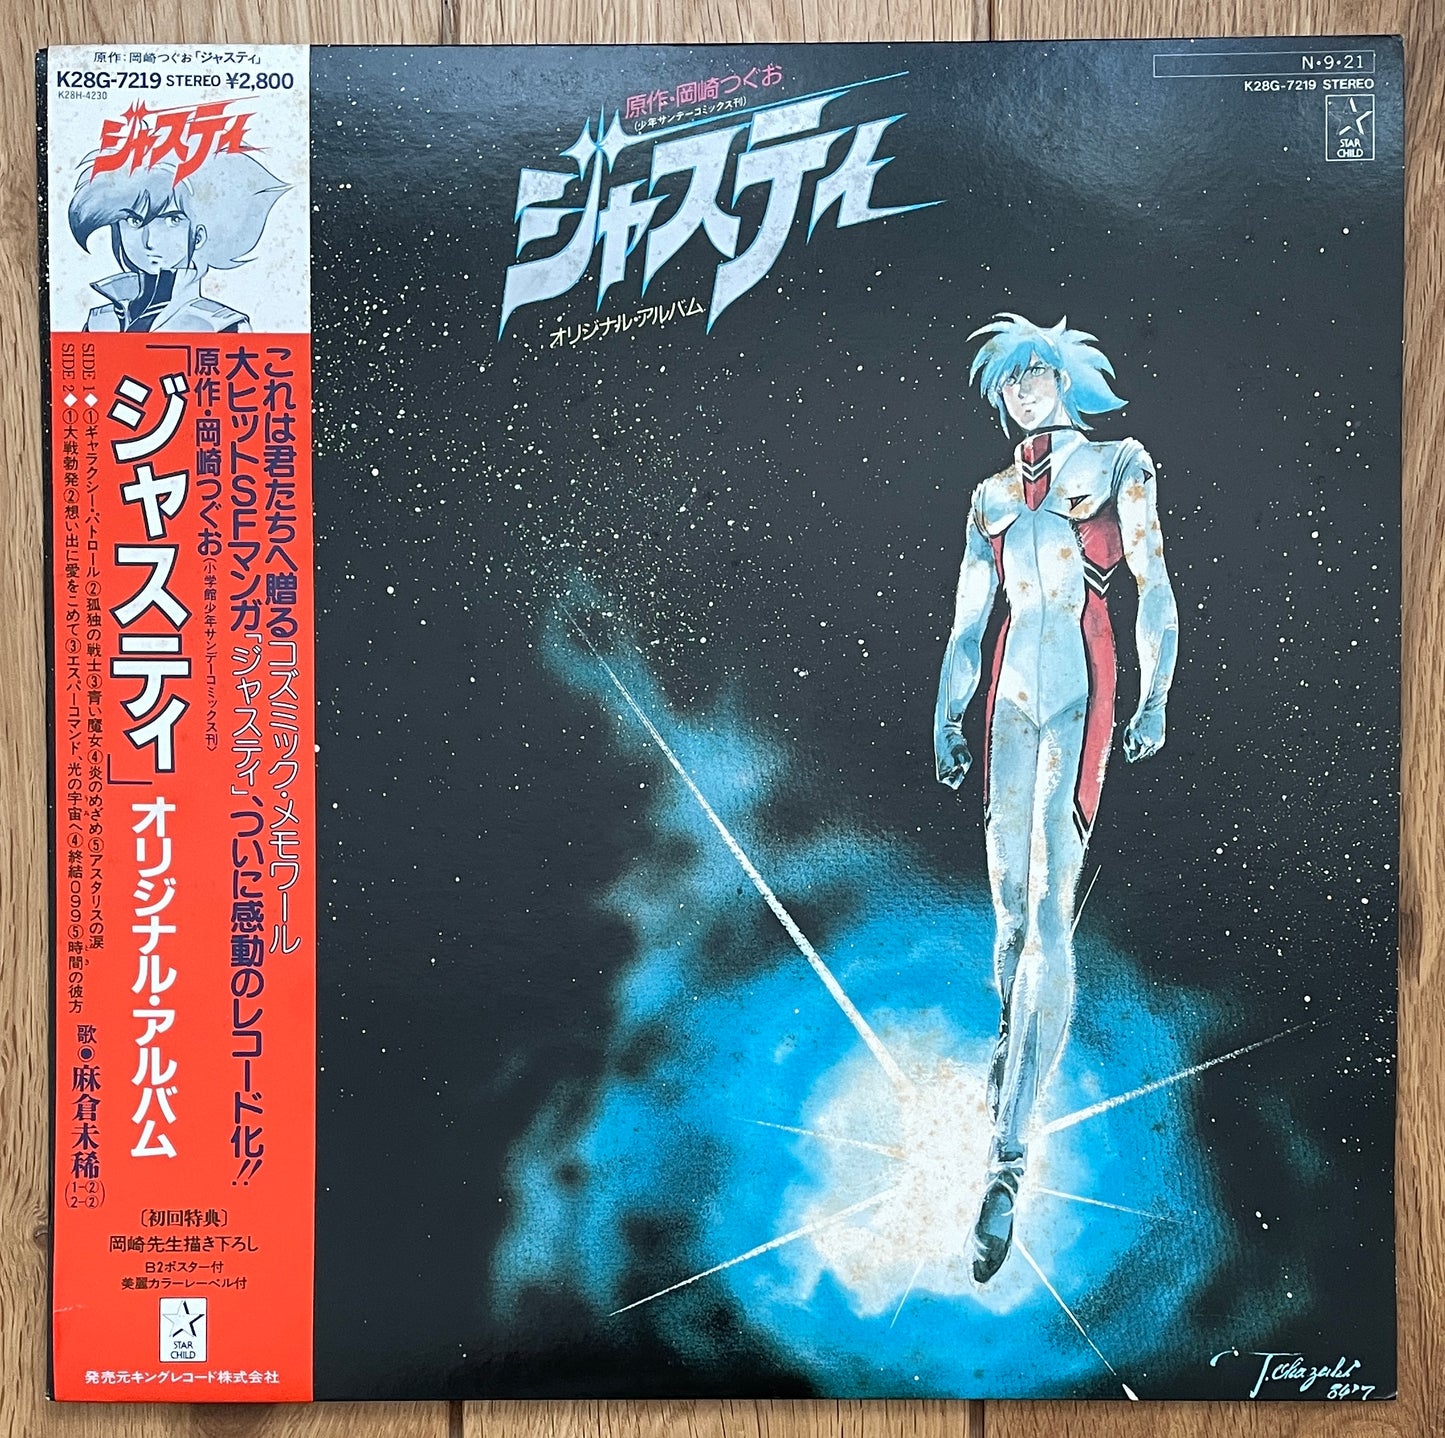 原作:岡崎つぐお「ジャスティ」
K28G-7219 STEREO ¥2,800
K28H-4230
ジャスティ
これは君たちへ贈るコズミック・メモワール
大ヒットSFマンガ「ジャスティ」、ついに感動のレコード化!!
原作・岡崎つぐお(小学館少年サンデーコミックス刊)
「ジャスティ」オリジナル・アルバム
SIDE 1◆①ギャラクシー・パトロール②孤独の戦士③青い魔女④炎のめざめ⑤アスタリスの涙
SIDE 2◆①大戦勃発②想い出に愛をこめて③エスパーコマンド、光の宇宙へ④終結0999⑤時間の彼方
歌◉麻倉未稀(1-②)(2-②)
〔初回特典〕
岡崎先生描き下ろし
B2ポスター付
美麗カラーレーベル付
STAR
CHILD
発売元キングレコード株式会社
原作・岡崎つぐお
(少年サンデーコミックス刊)
ジャスティ
オリジナル・アルバム
N・9・21
K28G-7219 STEREO
STAR
CHILD
T.Okazaki